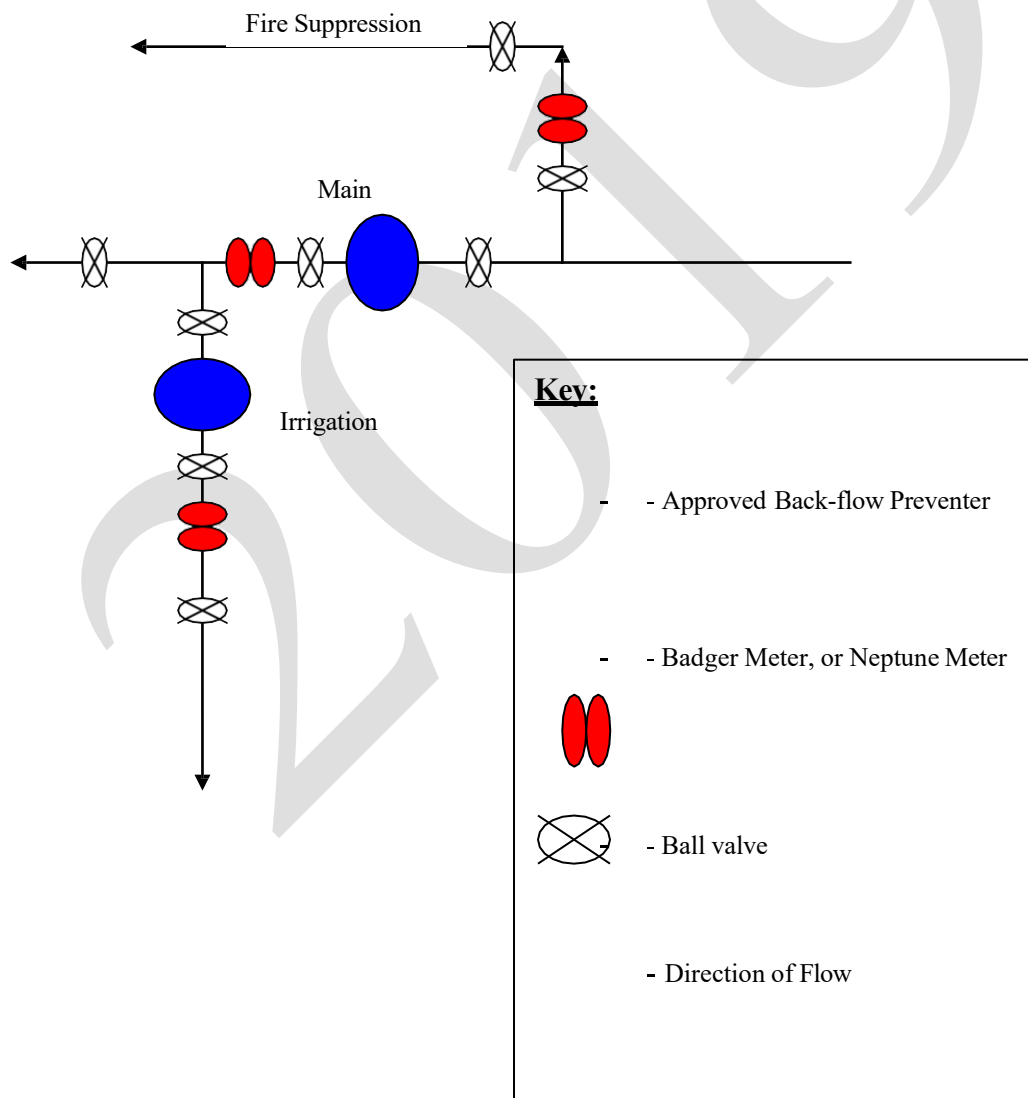 Fire Suppression
Main
Irrigation
Key:
- - Approved Back-flow Preventer
- - Badger Meter, or Neptune Meter
- - Ball valve
- Direction of Flow
2019